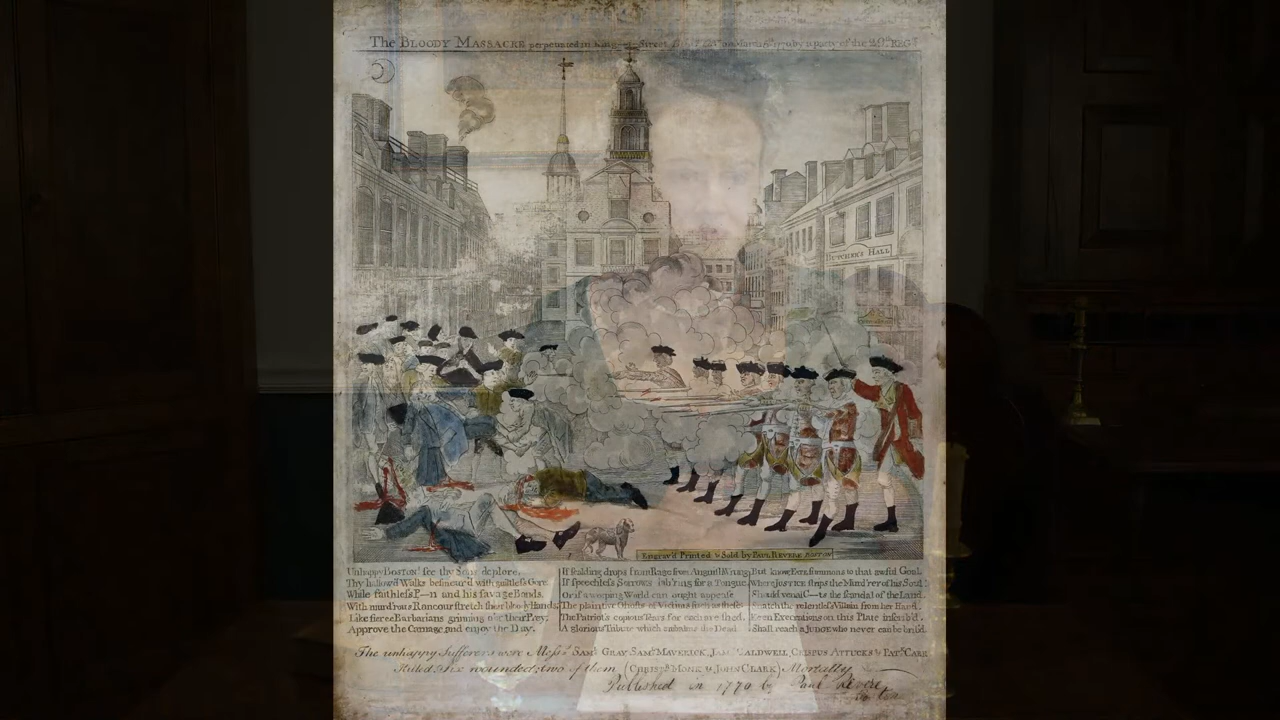 The BLOODY MASSACRE perpetrated in King Street by a party of the 29th REGT
BUTCHER'S HALL
Engrav'd Printed & Sold by PAUL REVERE BOSTON
Unhappy BOSTON! see thy Sons deplore,
Thy hallow'd Walks besmear'd with guiltless Gore
While faithless P—n and his savage Bands,
With murd'rous Rancour stretch their bloody Hands;
Like fierce Barbarians grinning o'er their Prey,
Approve the Carnage, and enjoy the Day.
If scalding drops from Rage from Anguish Wrung
If speechless Sorrows lab'ring for a Tongue,
Or if a weeping World can ought appease
The plaintive Ghosts of Victims such as these;
The Patriot's copious Tears for each are shed,
A glorious Tribute which embalms the Dead
But know, FATE summons to that awful Goal,
Where JUSTICE strips the Murd'rer of his Soul:
Should venal C—ts the scandal of the Land,
Snatch the relentless Villain from her Hand,
Keen Execrations on this Plate inscrib'd,
Shall reach a JUDGE who never can be brib'd.
The unhappy Sufferers were Messrs SAML GRAY, SAML MAVERICK, JAMS CALDWELL, CRISPUS ATTUCKS & PATK CARR
Killed. Six wounded; two of them (CHRISTR MONK & JOHN CLARK) Mortally
Published in 1770 by Paul Revere